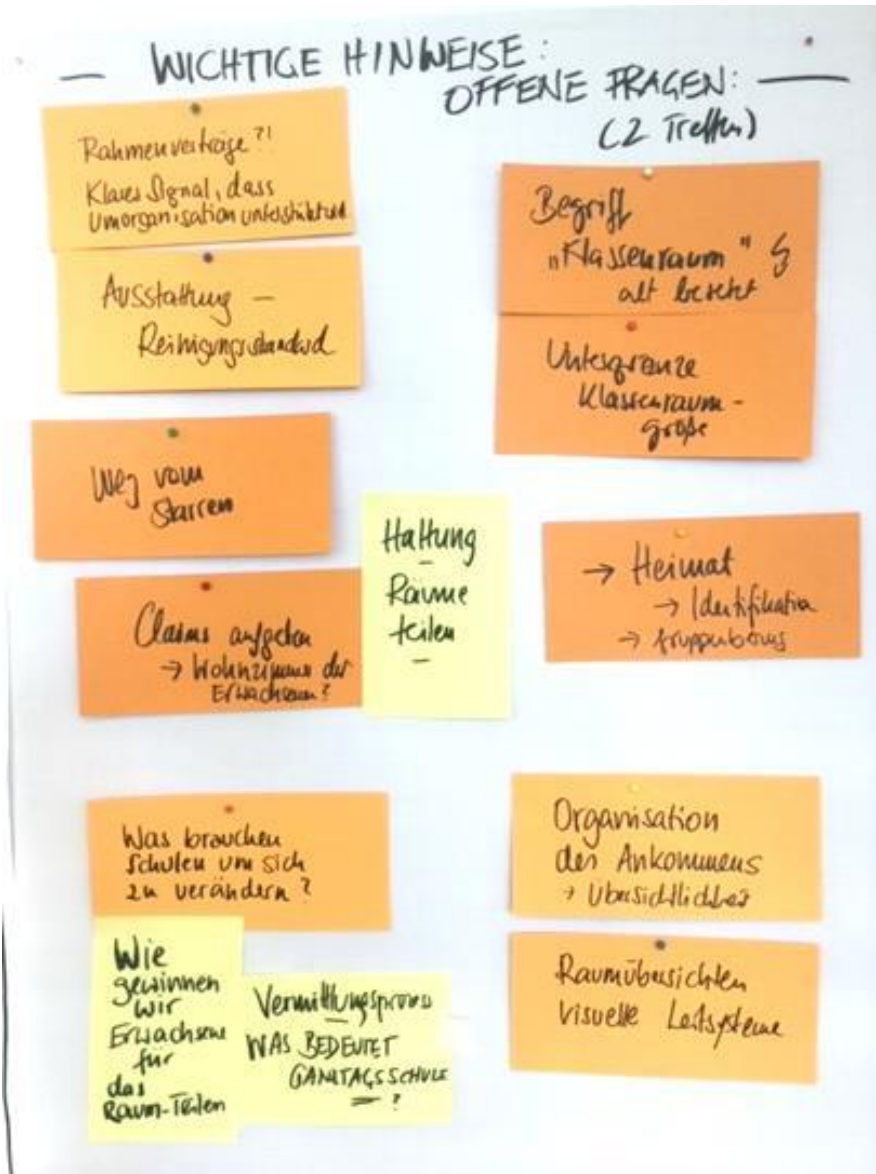 — WICHTIGE HINWEISE:
OFFENE FRAGEN: —
(2 Treffen)
Rahmenverträge?!
Klares Signal, dass
Umorganisation unterstützt wird
Ausstattung –
Reinigungsstandard
Weg vom
Starren
Claims aufgeben
→ Wohnzimmer der
Erwachsenen?
Haltung
–
Räume
teilen
–
Was brauchen
Schulen um sich
zu verändern?
Wie
gewinnen
wir
Erwachsene
für
das
Raum-Teilen
Vermittlungsprozess
WAS BEDEUTET
GANZTAGSSCHULE
?
Begriff
„Klassenraum"
alt besetzt
Untergrenze
Klassenraum-
größe
→ Heimat
→ Identifikation
→
Organisation
des Ankommens
→ Übersichtlichkeit
Raumübersichten
visuelle Leitsysteme